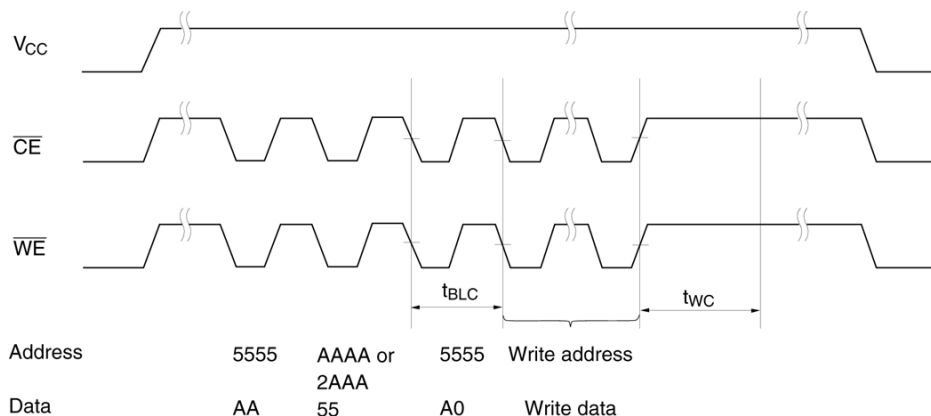 VCC
CE
WE
tBLC
tWC
Address 5555 AAAA or 5555 Write address
2AAA
Data AA 55 A0 Write data